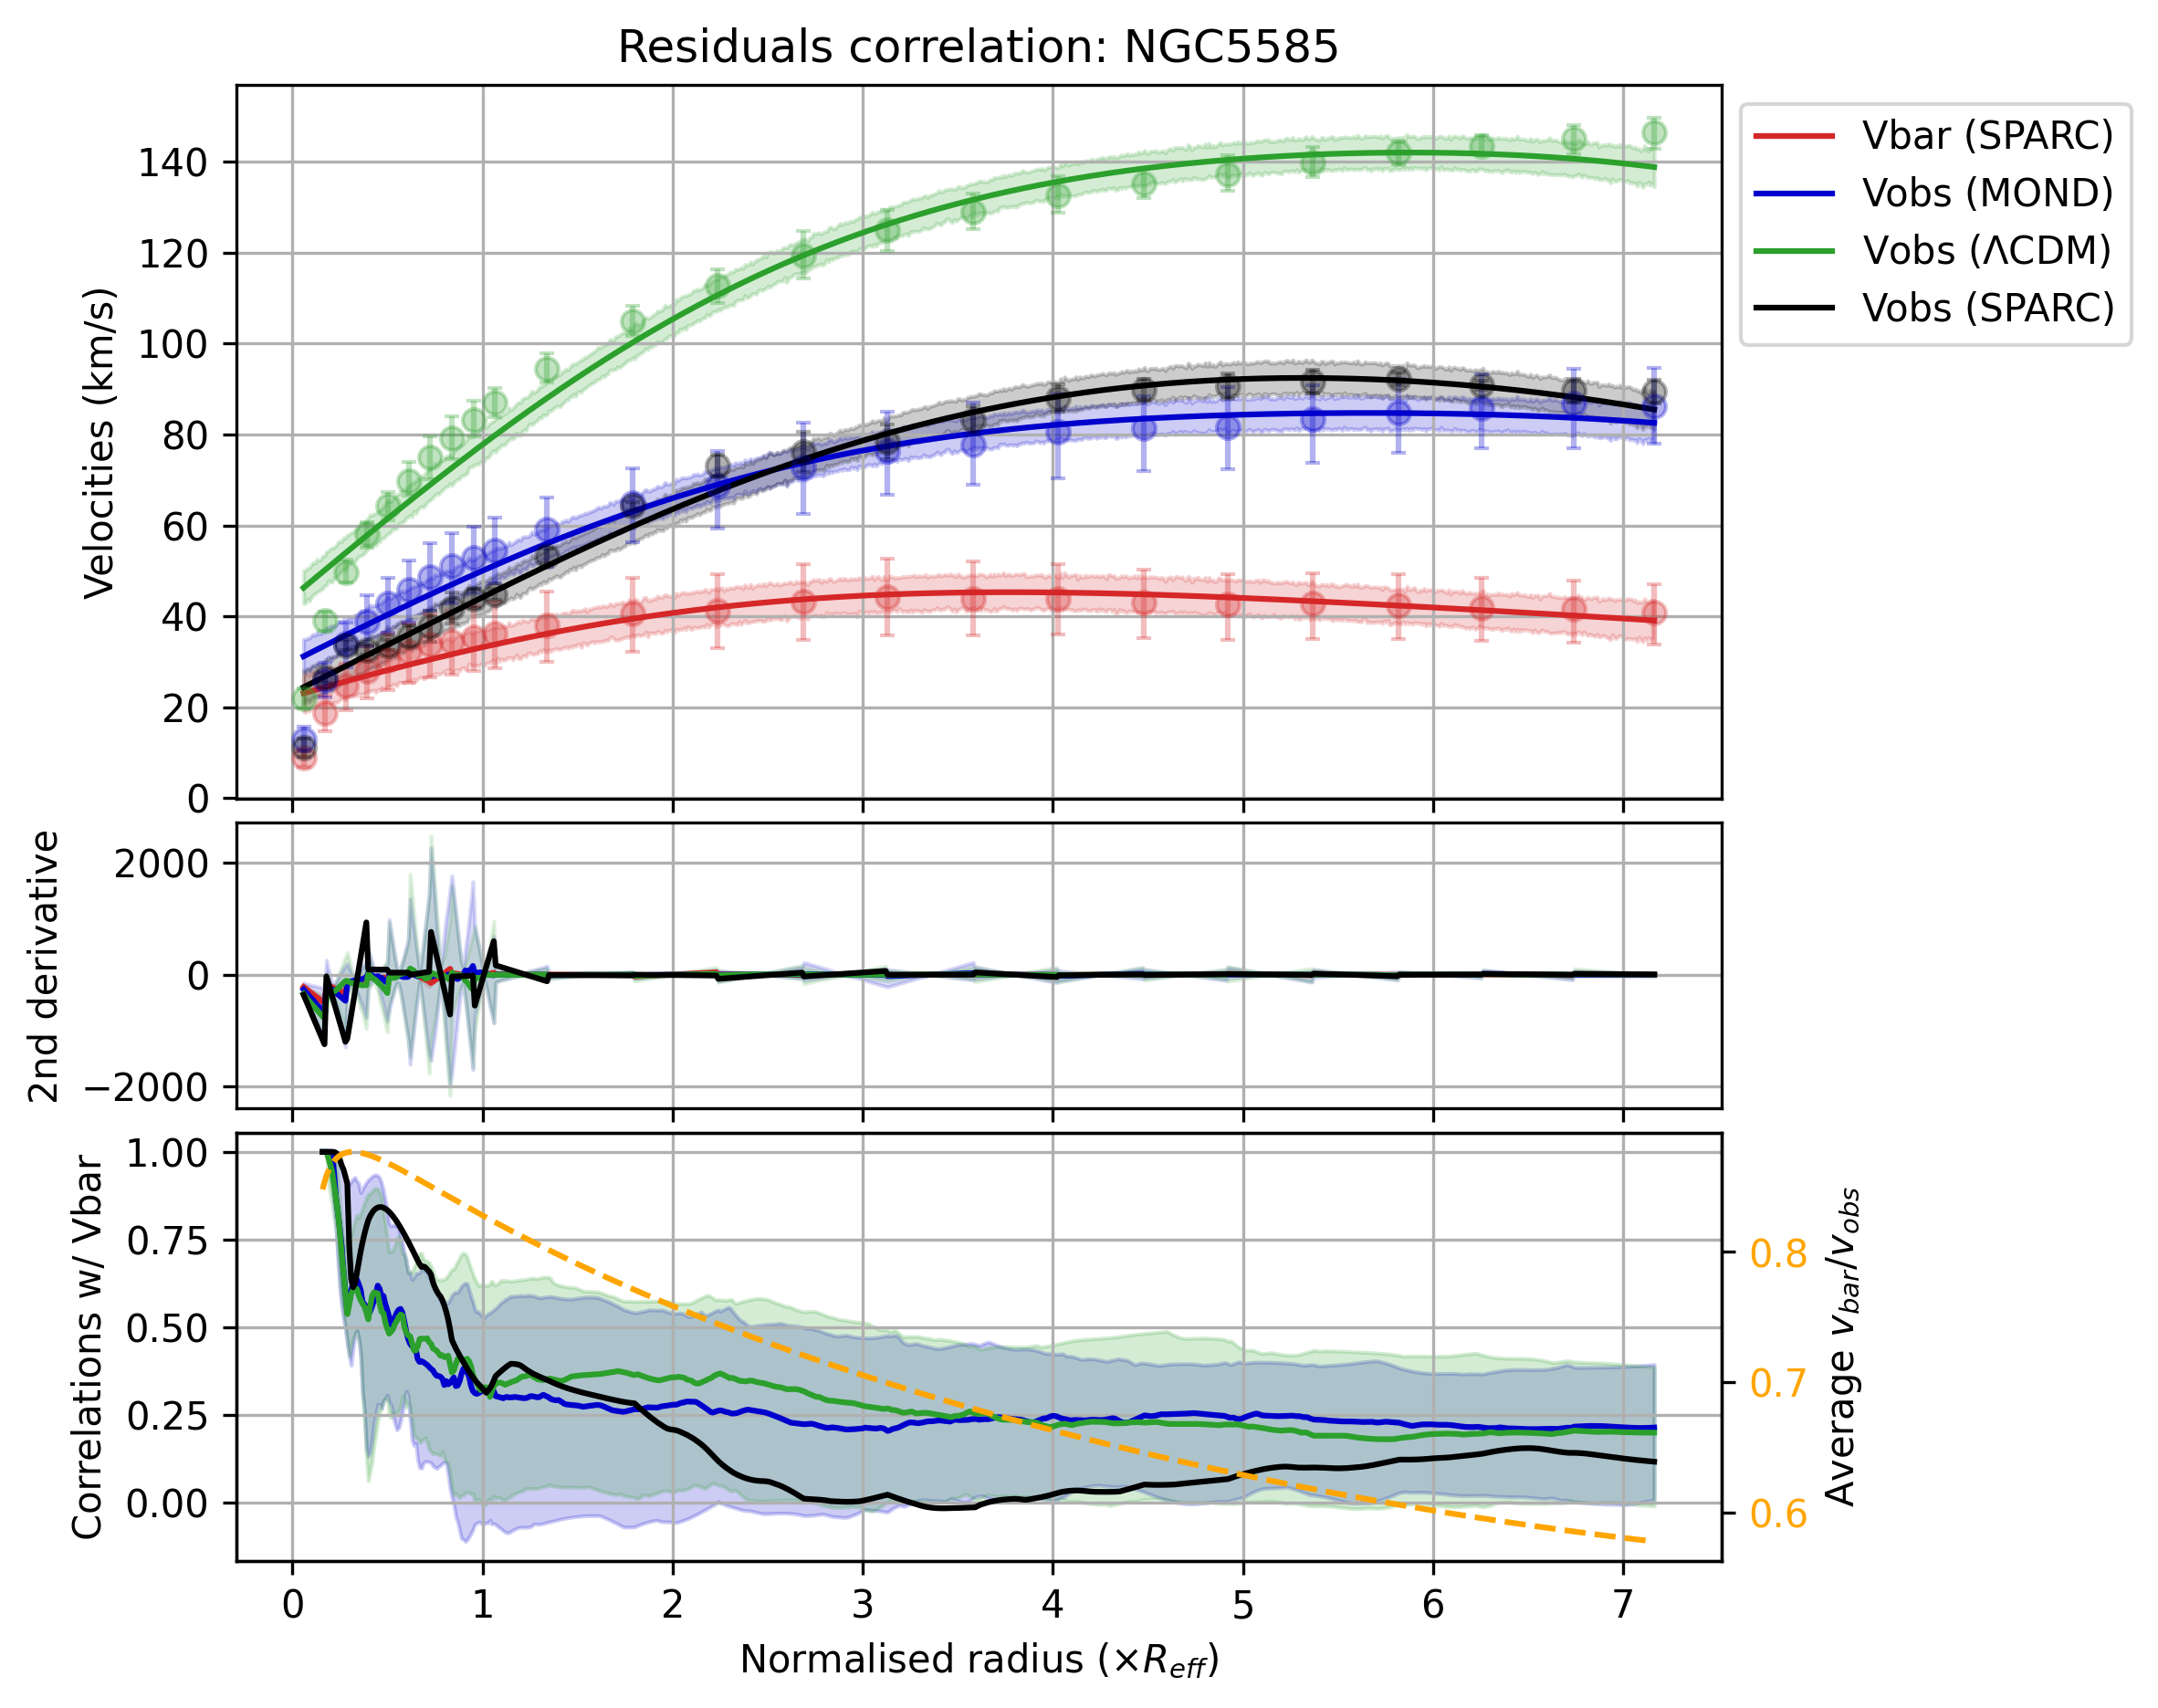 Residuals correlation: NGC5585
Velocities (km/s)
140
120
100
80
60
40
20
0
Vbar (SPARC)
Vobs (MOND)
Vobs (ΛCDM)
Vobs (SPARC)
2nd derivative
2000
0
−2000
Correlations w/ Vbar
1.00
0.75
0.50
0.25
0.00
0.8
0.7
0.6
Average v_bar/v_obs
0 1 2 3 4 5 6 7
Normalised radius (×R_eff)